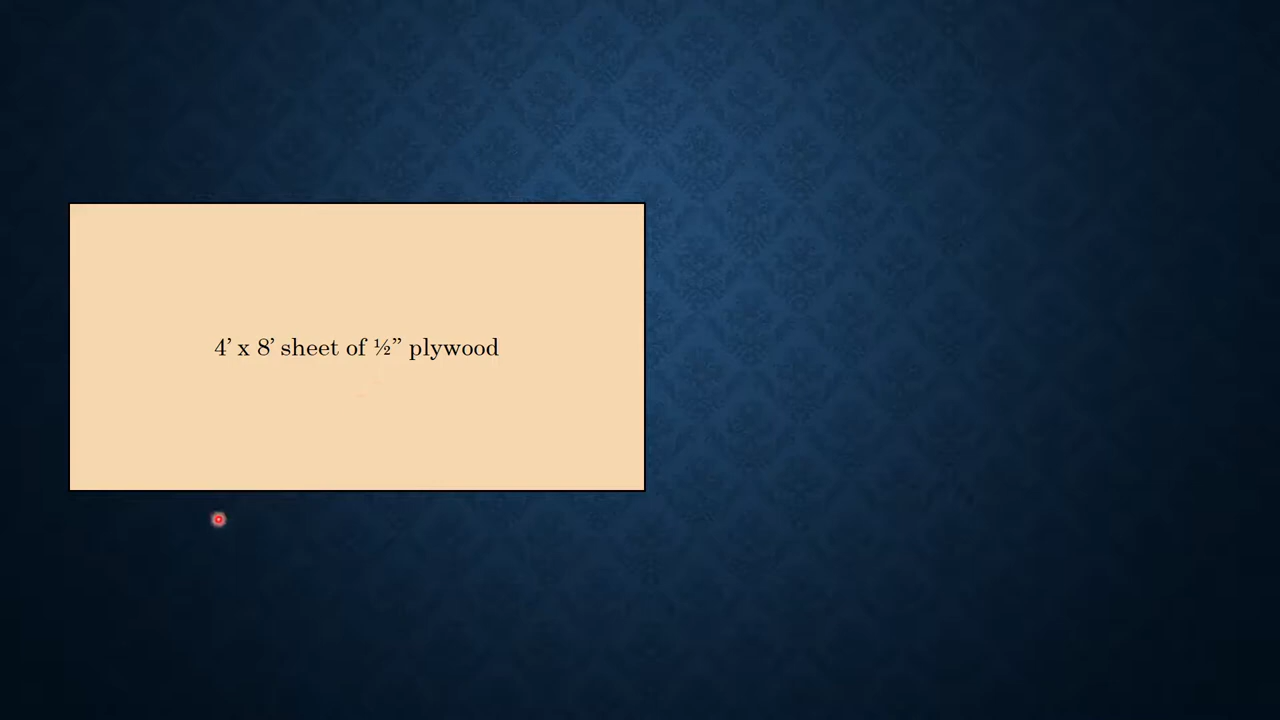 4’ x 8’ sheet of ½” plywood